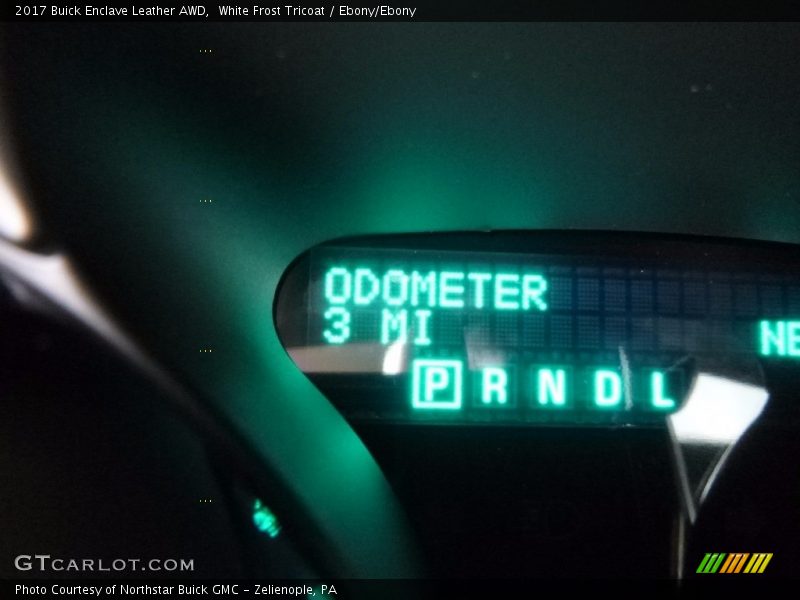 2017 Buick Enclave Leather AWD,  White Frost Tricoat / Ebony/Ebony
ODOMETER
3 MI
NE
P R N D L
GTCARLOT.COM
Photo Courtesy of Northstar Buick GMC - Zelienople, PA